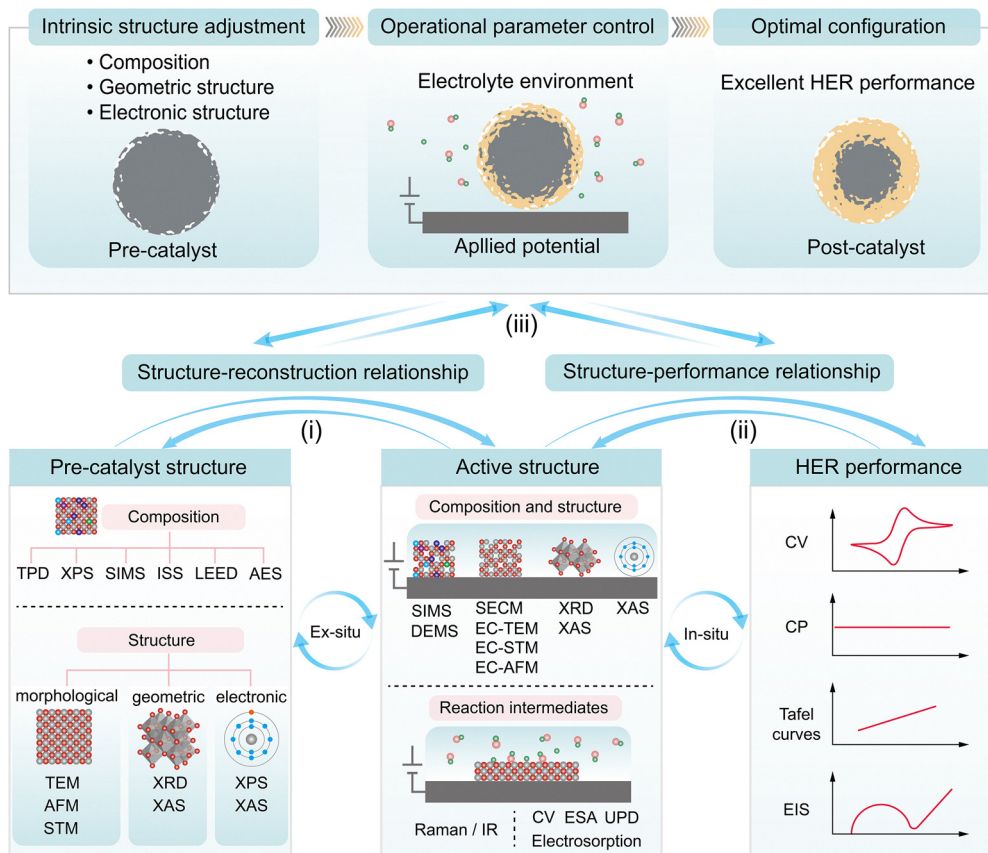 Intrinsic structure adjustment
Operational parameter control
Optimal configuration
• Composition
• Geometric structure
• Electronic structure
Pre-catalyst
Electrolyte environment
Apllied potential
Excellent HER performance
Post-catalyst
(iii)
Structure-reconstruction relationship
Structure-performance relationship
(i)
(ii)
Pre-catalyst structure
Composition
TPD XPS SIMS ISS LEED AES
Structure
morphological geometric electronic
TEM
AFM
STM
XRD
XAS
XPS
XAS
Ex-situ
Active structure
Composition and structure
SIMS
DEMS
SECM
EC-TEM
EC-STM
EC-AFM
XRD
XAS
XAS
Reaction intermediates
Raman / IR
CV ESA UPD
Electrosorption
In-situ
HER performance
CV
CP
Tafel
curves
EIS